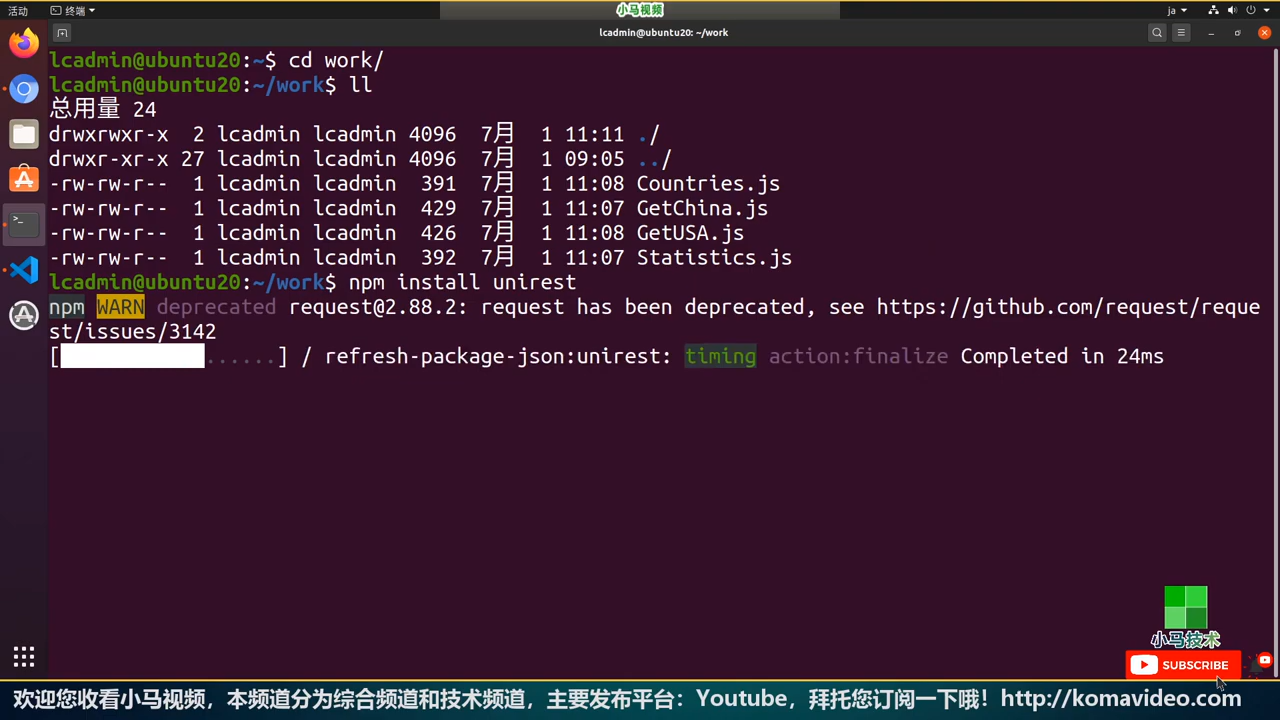 活动
终端
小马视频
ja
lcadmin@ubuntu20: ~/work
lcadmin@ubuntu20:~$ cd work/
lcadmin@ubuntu20:~/work$ ll
总用量 24
drwxrwxr-x  2 lcadmin lcadmin 4096  7月  1 11:11 ./
drwxr-xr-x 27 lcadmin lcadmin 4096  7月  1 09:05 ../
-rw-rw-r--  1 lcadmin lcadmin  391  7月  1 11:08 Countries.js
-rw-rw-r--  1 lcadmin lcadmin  429  7月  1 11:07 GetChina.js
-rw-rw-r--  1 lcadmin lcadmin  426  7月  1 11:08 GetUSA.js
-rw-rw-r--  1 lcadmin lcadmin  392  7月  1 11:07 Statistics.js
lcadmin@ubuntu20:~/work$ npm install unirest
npm WARN deprecated request@2.88.2: request has been deprecated, see https://github.com/request/reque
st/issues/3142
[            ......] / refresh-package-json:unirest: timing action:finalize Completed in 24ms
小马技术
SUBSCRIBE
欢迎您收看小马视频，本频道分为综合频道和技术频道，主要发布平台：Youtube，拜托您订阅一下哦！http://komavideo.com